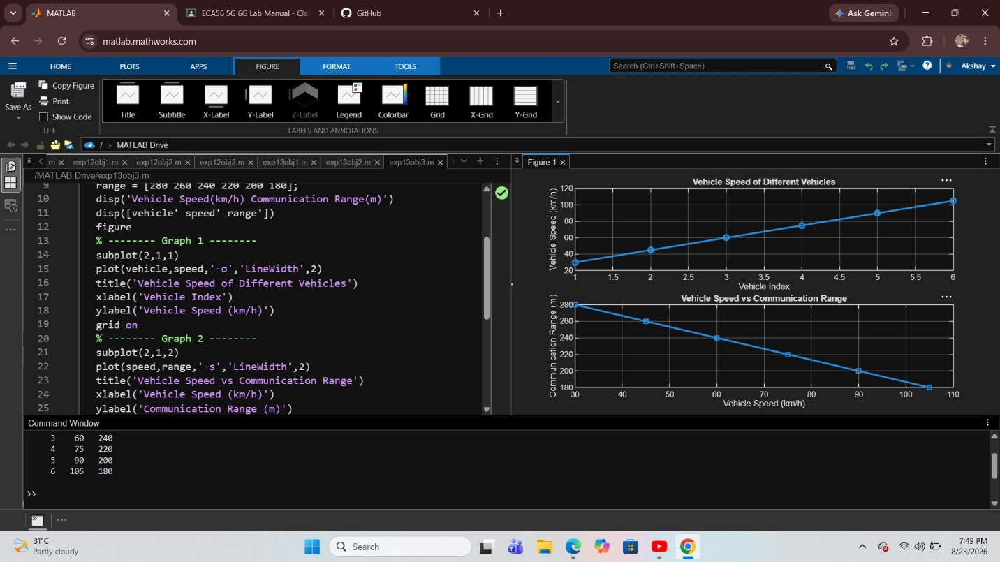 MATLAB
ECA56 5G 6G Lab Manual - Clas
GitHub
Ask Gemini
matlab.mathworks.com
HOME
PLOTS
APPS
FIGURE
FORMAT
TOOLS
Search (Ctrl+Shift+Space)
Akshay
Save As
Copy Figure
Print
Show Code
FILE
Title
Subtitle
X-Label
Y-Label
Z-Label
Legend
Colorbar
Grid
X-Grid
Y-Grid
LABELS AND ANNOTATIONS
/ › MATLAB Drive
.m
exp12obj1.m
exp12obj2.m
exp12obj3.m
exp13obj1.m
exp13obj2.m
exp13obj3.m
/MATLAB Drive/exp13obj3.m
9 range = [280 260 240 220 200 180];
10 disp('Vehicle Speed(km/h) Communication Range(m)')
11 disp([vehicle' speed' range'])
12 figure
13 % -------- Graph 1 --------
14 subplot(2,1,1)
15 plot(vehicle,speed,'-o','LineWidth',2)
16 title('Vehicle Speed of Different Vehicles')
17 xlabel('Vehicle Index')
18 ylabel('Vehicle Speed (km/h)')
19 grid on
20 % -------- Graph 2 --------
21 subplot(2,1,2)
22 plot(speed,range,'-s','LineWidth',2)
23 title('Vehicle Speed vs Communication Range')
24 xlabel('Vehicle Speed (km/h)')
25 ylabel('Communication Range (m)')
Figure 1
Vehicle Speed of Different Vehicles
Vehicle Speed (km/h)
120
100
80
60
40
20
1 1.5 2 2.5 3 3.5 4 4.5 5 5.5 6
Vehicle Index
Vehicle Speed vs Communication Range
Communication Range (m)
280
260
240
220
200
180
30 40 50 60 70 80 90 100 110
Vehicle Speed (km/h)
Command Window
3 60 240
4 75 220
5 90 200
6 105 180
>>
31°C
Partly cloudy
Search
7:49 PM
8/23/2026